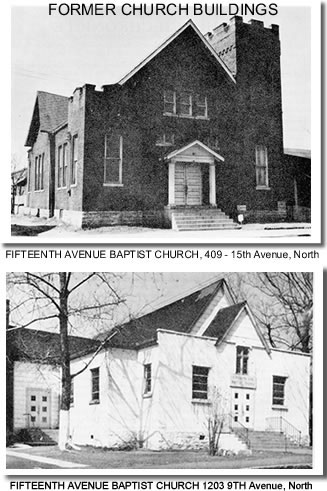 FORMER CHURCH BUILDINGS
FIFTEENTH AVENUE BAPTIST CHURCH, 409 - 15th Avenue, North
FIFTEENTH AVENUE BAPTIST CHURCH 1203 9TH Avenue, North